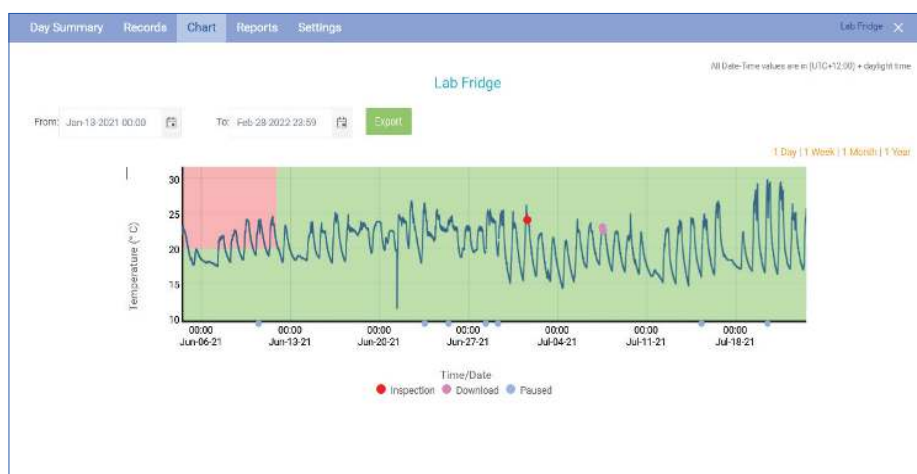 Day Summary Records Chart Reports Settings Lab Fridge X
All Date-Time values are in (UTC+12:00) + daylight time
Lab Fridge
From: Jan-13-2021 00:00 To: Feb-28-2022 23:59 Export
1 Day | 1 Week | 1 Month | 1 Year
Temperature (° C)
30
25
20
15
10
00:00 00:00 00:00 00:00 00:00 00:00 00:00
Jun-06-21 Jun-13-21 Jun-20-21 Jun-27-21 Jul-04-21 Jul-11-21 Jul-18-21
Time/Date
Inspection Download Paused